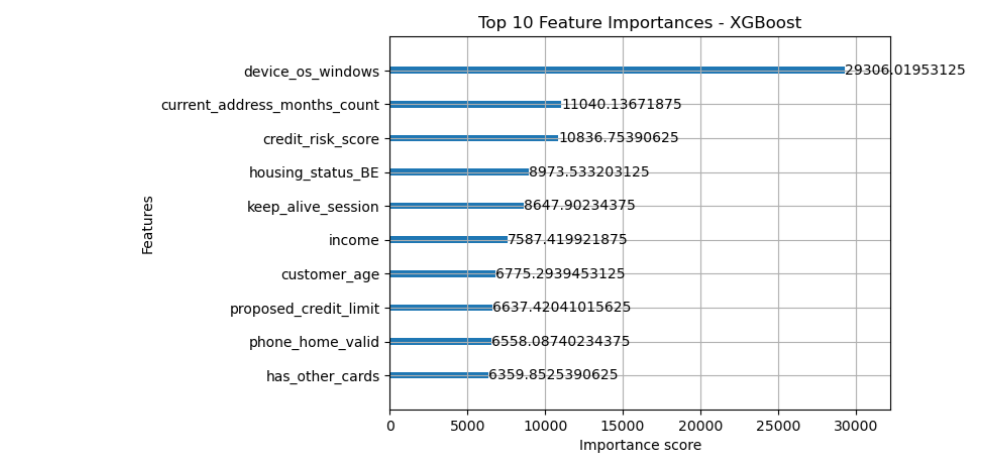 Top 10 Feature Importances - XGBoost
device_os_windows 29306.01953125
current_address_months_count 11040.13671875
credit_risk_score 10836.75390625
housing_status_BE 8973.533203125
keep_alive_session 8647.90234375
income 7587.419921875
customer_age 6775.2939453125
proposed_credit_limit 6637.42041015625
phone_home_valid 6558.08740234375
has_other_cards 6359.8525390625
Features
0 5000 10000 15000 20000 25000 30000
Importance score